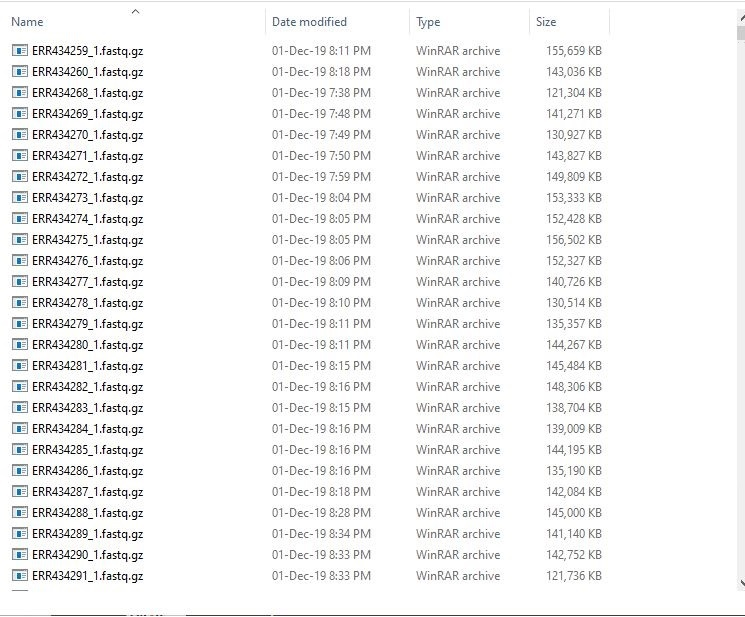 Name Date modified Type Size
ERR434259_1.fastq.gz 01-Dec-19 8:11 PM WinRAR archive 155,659 KB
ERR434260_1.fastq.gz 01-Dec-19 8:18 PM WinRAR archive 143,036 KB
ERR434268_1.fastq.gz 01-Dec-19 7:38 PM WinRAR archive 121,304 KB
ERR434269_1.fastq.gz 01-Dec-19 7:48 PM WinRAR archive 141,271 KB
ERR434270_1.fastq.gz 01-Dec-19 7:49 PM WinRAR archive 130,927 KB
ERR434271_1.fastq.gz 01-Dec-19 7:50 PM WinRAR archive 143,827 KB
ERR434272_1.fastq.gz 01-Dec-19 7:59 PM WinRAR archive 149,809 KB
ERR434273_1.fastq.gz 01-Dec-19 8:04 PM WinRAR archive 153,333 KB
ERR434274_1.fastq.gz 01-Dec-19 8:05 PM WinRAR archive 152,428 KB
ERR434275_1.fastq.gz 01-Dec-19 8:05 PM WinRAR archive 156,502 KB
ERR434276_1.fastq.gz 01-Dec-19 8:06 PM WinRAR archive 152,327 KB
ERR434277_1.fastq.gz 01-Dec-19 8:09 PM WinRAR archive 140,726 KB
ERR434278_1.fastq.gz 01-Dec-19 8:10 PM WinRAR archive 130,514 KB
ERR434279_1.fastq.gz 01-Dec-19 8:11 PM WinRAR archive 135,357 KB
ERR434280_1.fastq.gz 01-Dec-19 8:11 PM WinRAR archive 144,267 KB
ERR434281_1.fastq.gz 01-Dec-19 8:15 PM WinRAR archive 145,484 KB
ERR434282_1.fastq.gz 01-Dec-19 8:16 PM WinRAR archive 148,306 KB
ERR434283_1.fastq.gz 01-Dec-19 8:15 PM WinRAR archive 138,704 KB
ERR434284_1.fastq.gz 01-Dec-19 8:16 PM WinRAR archive 139,009 KB
ERR434285_1.fastq.gz 01-Dec-19 8:16 PM WinRAR archive 144,195 KB
ERR434286_1.fastq.gz 01-Dec-19 8:16 PM WinRAR archive 135,190 KB
ERR434287_1.fastq.gz 01-Dec-19 8:18 PM WinRAR archive 142,084 KB
ERR434288_1.fastq.gz 01-Dec-19 8:28 PM WinRAR archive 145,000 KB
ERR434289_1.fastq.gz 01-Dec-19 8:34 PM WinRAR archive 141,140 KB
ERR434290_1.fastq.gz 01-Dec-19 8:33 PM WinRAR archive 142,752 KB
ERR434291_1.fastq.gz 01-Dec-19 8:33 PM WinRAR archive 121,736 KB